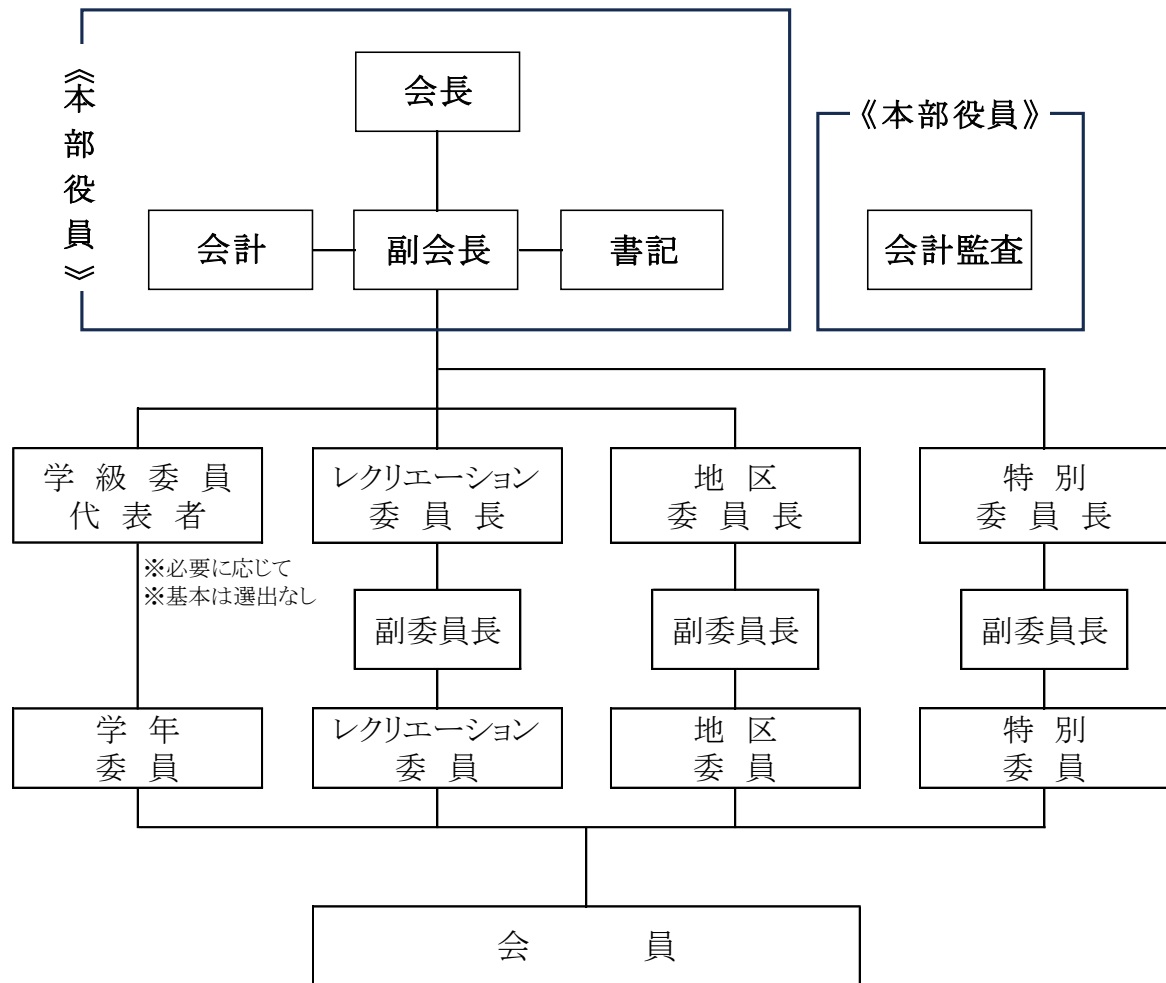 《本部役員》
会長
会計
副会長
書記
《本部役員》
会計監査
学級委員
代表者
※必要に応じて
※基本は選出なし
レクリエーション
委員長
地区
委員長
特別
委員長
副委員長
副委員長
副委員長
学年
委員
レクリエーション
委員
地区
委員
特別
委員
会員